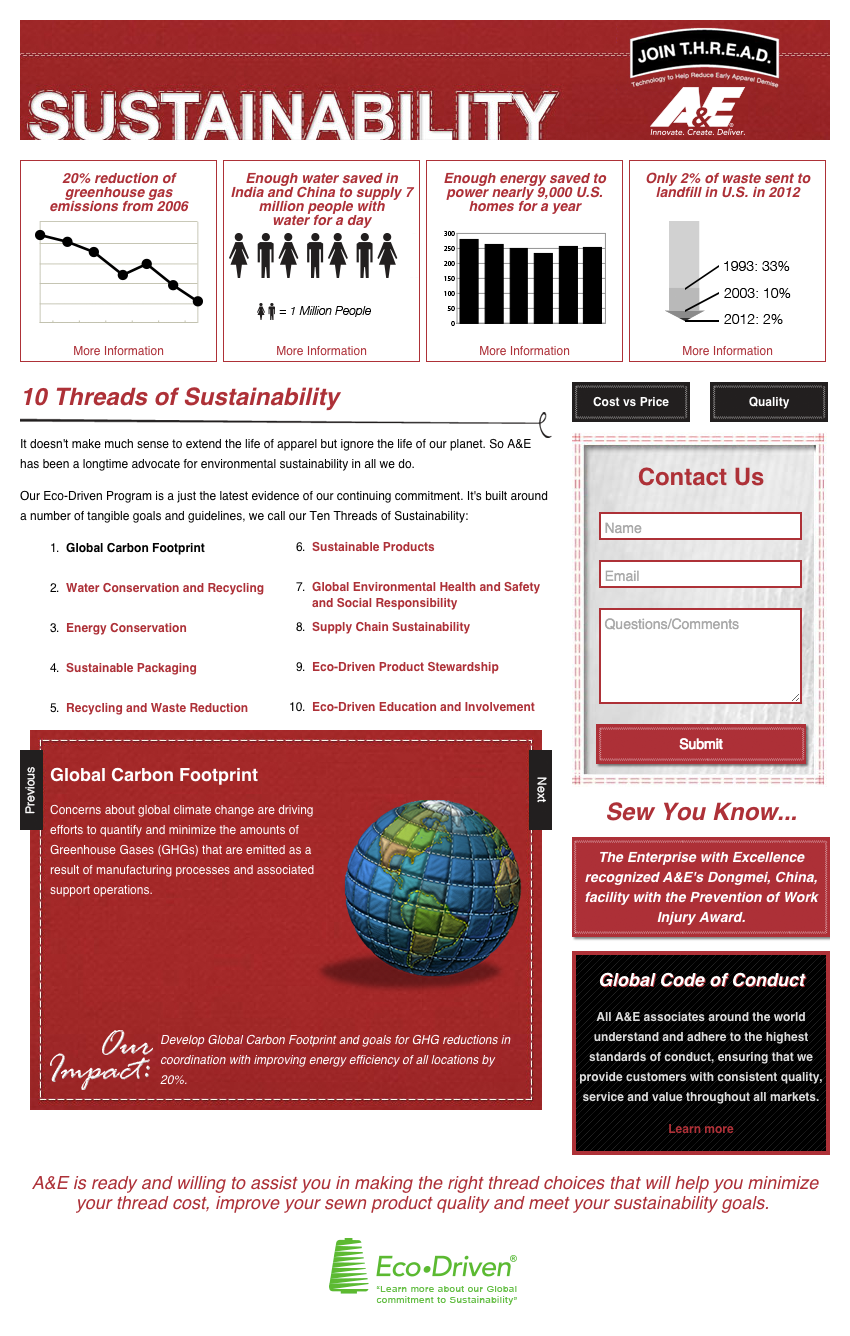 SUSTAINABILITY
JOIN T.H.R.E.A.D.
Technology to Help Reduce Early Apparel Demise
A&E®
Innovate. Create. Deliver.
20% reduction of
greenhouse gas
emissions from 2006
More Information
Enough water saved in
India and China to supply 7
million people with
water for a day
= 1 Million People
More Information
Enough energy saved to
power nearly 9,000 U.S.
homes for a year
300
250
200
150
100
50
0
More Information
Only 2% of waste sent to
landfill in U.S. in 2012
1993: 33%
2003: 10%
2012: 2%
More Information
10 Threads of Sustainability
It doesn't make much sense to extend the life of apparel but ignore the life of our planet. So A&E
has been a longtime advocate for environmental sustainability in all we do.
Our Eco-Driven Program is a just the latest evidence of our continuing commitment. It's built around
a number of tangible goals and guidelines, we call our Ten Threads of Sustainability:
1. Global Carbon Footprint
2. Water Conservation and Recycling
3. Energy Conservation
4. Sustainable Packaging
5. Recycling and Waste Reduction
6. Sustainable Products
7. Global Environmental Health and Safety
and Social Responsibility
8. Supply Chain Sustainability
9. Eco-Driven Product Stewardship
10. Eco-Driven Education and Involvement
Previous
Next
Global Carbon Footprint
Concerns about global climate change are driving
efforts to quantify and minimize the amounts of
Greenhouse Gases (GHGs) that are emitted as a
result of manufacturing processes and associated
support operations.
Our
Impact:
Develop Global Carbon Footprint and goals for GHG reductions in
coordination with improving energy efficiency of all locations by
20%.
Cost vs Price
Quality
Contact Us
Name
Email
Questions/Comments
Submit
Sew You Know...
The Enterprise with Excellence
recognized A&E's Dongmei, China,
facility with the Prevention of Work
Injury Award.
Global Code of Conduct
All A&E associates around the world
understand and adhere to the highest
standards of conduct, ensuring that we
provide customers with consistent quality,
service and value throughout all markets.
Learn more
A&E is ready and willing to assist you in making the right thread choices that will help you minimize
your thread cost, improve your sewn product quality and meet your sustainability goals.
Eco•Driven®
"Learn more about our Global
commitment to Sustainability"